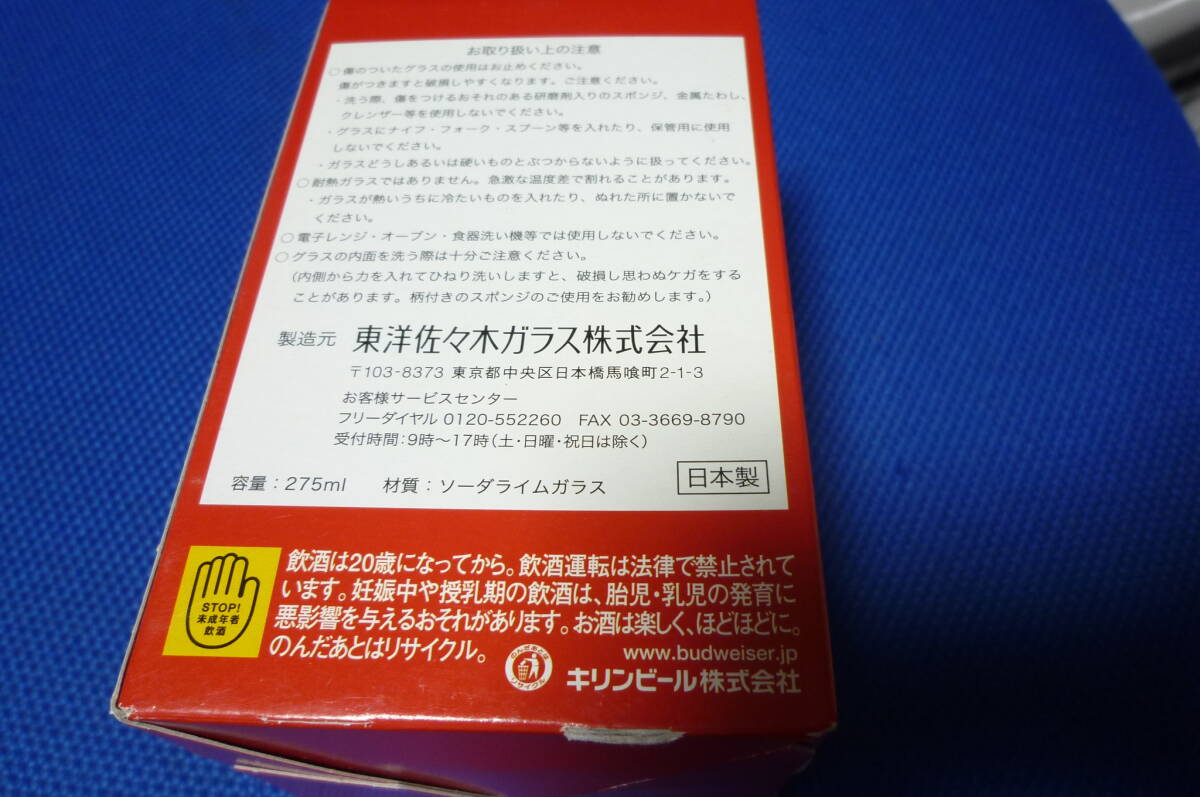 お取り扱い上の注意
○傷のついたグラスの使用はお止めください。
傷がつきますと破損しやすくなります。ご注意ください。
・洗う際、傷をつけるおそれのある研磨剤入りのスポンジ、金属たわし、
クレンザー等を使用しないでください。
・グラスにナイフ・フォーク・スプーン等を入れたり、保管用に使用
しないでください。
・ガラスどうしあるいは硬いものとぶつからないように扱ってください。
○耐熱ガラスではありません。急激な温度差で割れることがあります。
・ガラスが熱いうちに冷たいものを入れたり、ぬれた所に置かないで
ください。
○電子レンジ・オーブン・食器洗い機等では使用しないでください。
○グラスの内面を洗う際は十分ご注意ください。
(内側から力を入れてひねり洗いしますと、破損し思わぬケガをする
ことがあります。柄付きのスポンジのご使用をお勧めします。)
製造元 東洋佐々木ガラス株式会社
〒103-8373 東京都中央区日本橋馬喰町2-1-3
お客様サービスセンター
フリーダイヤル 0120-552260 FAX 03-3669-8790
受付時間：9時〜17時(土・日曜・祝日は除く)
容量：275ml 材質：ソーダライムガラス 日本製
STOP!
未成年者
飲酒
飲酒は20歳になってから。飲酒運転は法律で禁止されて
います。妊娠中や授乳期の飲酒は、胎児・乳児の発育に
悪影響を与えるおそれがあります。お酒は楽しく、ほどほどに。
のんだあとはリサイクル。
のんだあとは
リサイクル
www.budweiser.jp
キリンビール株式会社